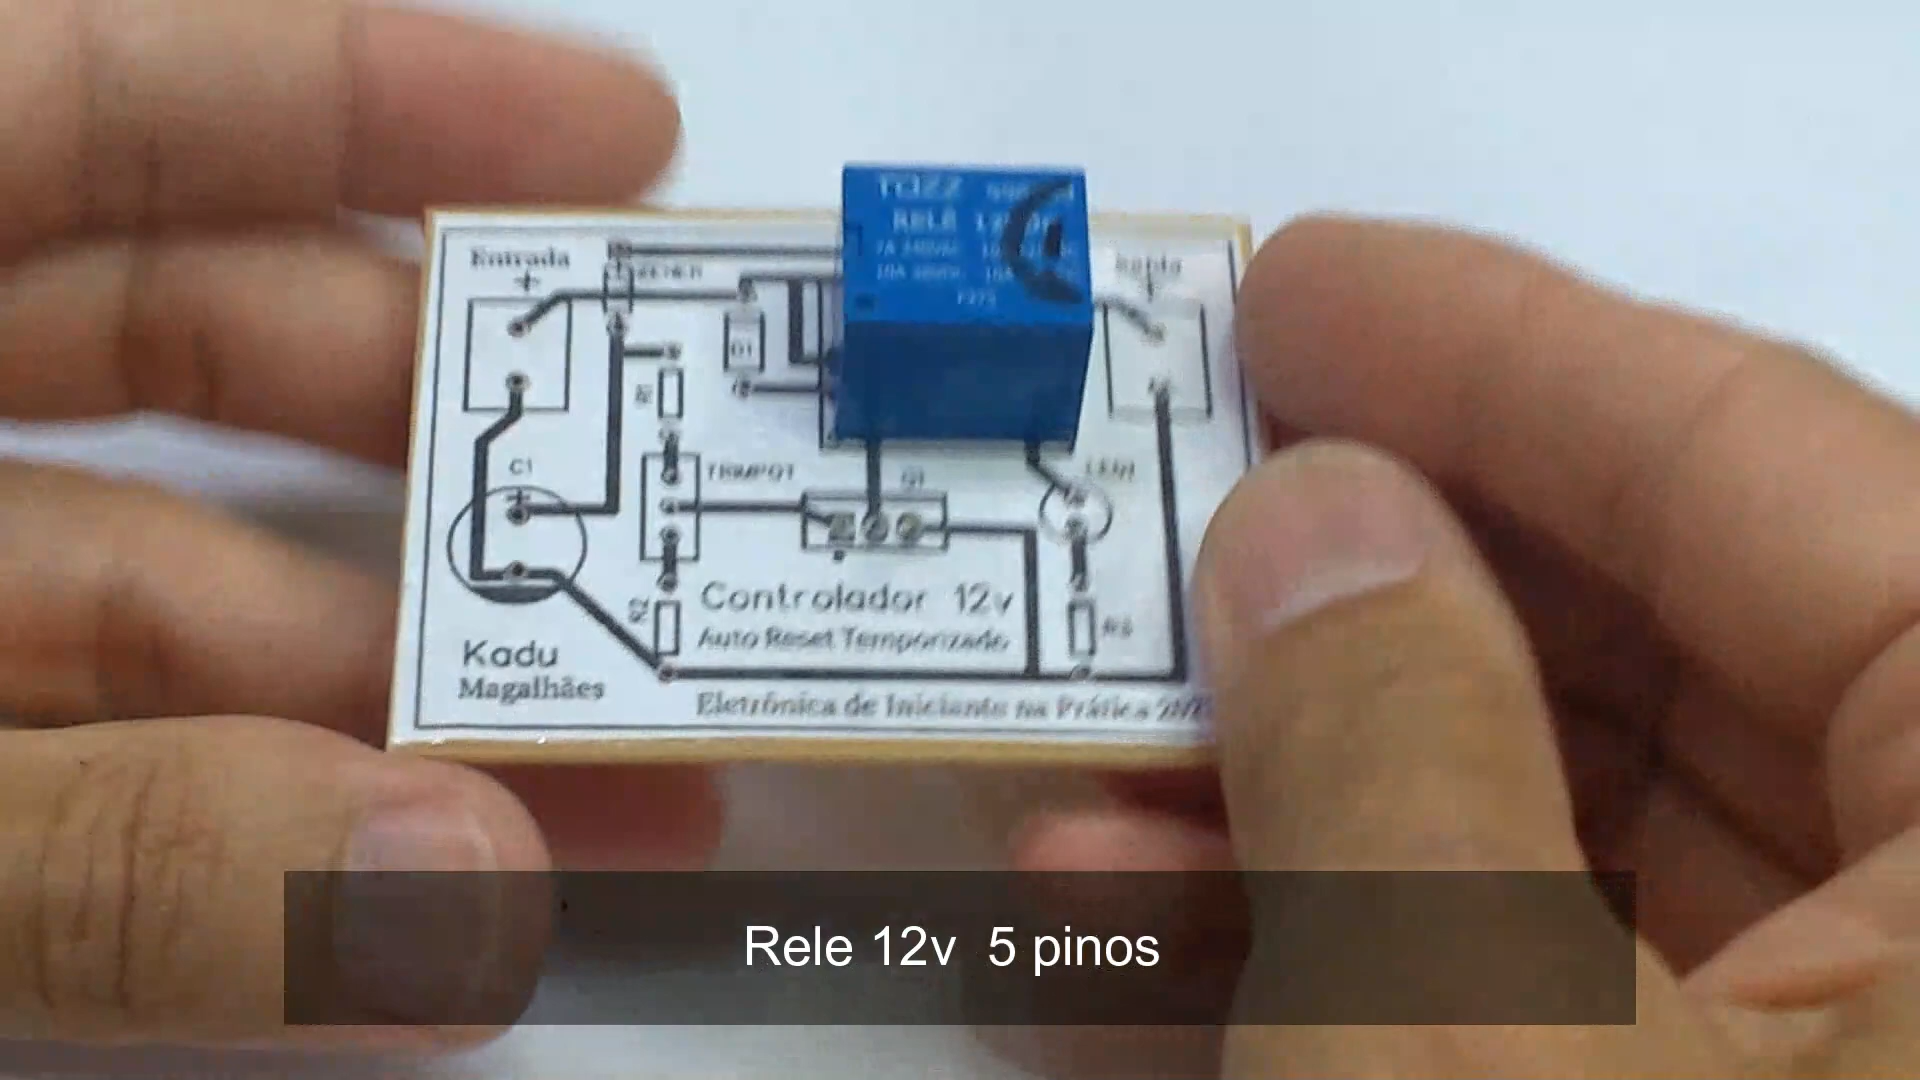 Entrada
+
RELÊ
D1
R1
C1
+
TRIMPOT
Q1
LED1
R2
R3
Controlador 12v
Auto Reset Temporizado
Kadu
Magalhães
Eletrônica de Iniciante na Prática
Rele 12v 5 pinos